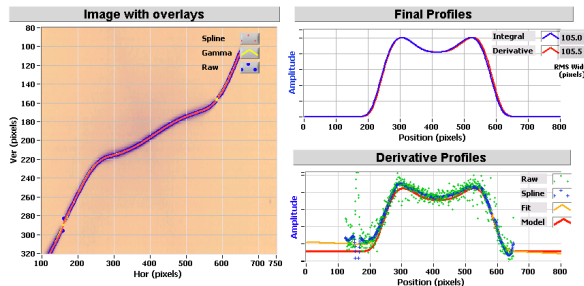 Image with overlays
80
100
120
140
160
180
200
220
240
260
280
300
320
Ver (pixels)
Spline
Gamma
Raw
100
200
300
400
500
600
700
750
Hor (pixels)
Final Profiles
Amplitude
Integral
105.0
Derivative
105.5
RMS Wid
(pixels)
0
100
200
300
400
500
600
700
800
Position (pixels)
Derivative Profiles
Amplitude
Raw
Spline
Fit
Model
0
100
200
300
400
500
600
700
800
Position (pixels)